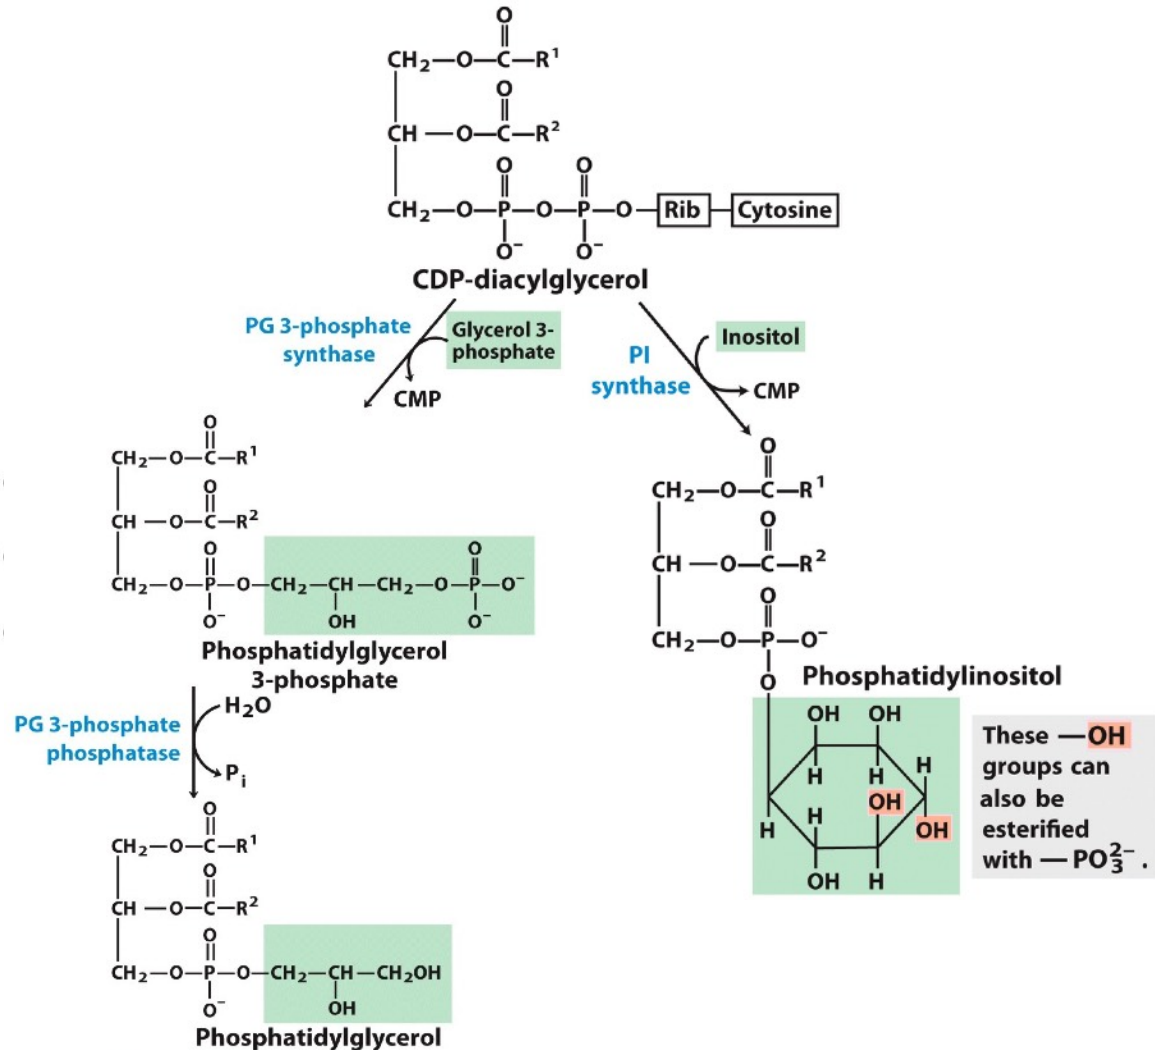 O
CH₂—O—C—R¹
O
CH—O—C—R²
O O
CH₂—O—P—O—P—O—Rib—Cytosine
O⁻ O⁻
CDP-diacylglycerol
PG 3-phosphate
synthase
Glycerol 3-
phosphate
CMP
Inositol
PI
synthase
CMP
O
CH₂—O—C—R¹
O
CH—O—C—R²
O O
CH₂—O—P—O—CH₂—CH—CH₂—O—P—O⁻
O⁻ OH O⁻
Phosphatidylglycerol
3-phosphate
PG 3-phosphate
phosphatase
H₂O
Pᵢ
O
CH₂—O—C—R¹
O
CH—O—C—R²
O
CH₂—O—P—O—CH₂—CH—CH₂OH
O⁻ OH
Phosphatidylglycerol
O
CH₂—O—C—R¹
O
CH—O—C—R²
O
CH₂—O—P—O⁻
O
Phosphatidylinositol
OH OH
H H H
H OH
H OH
OH H
These —OH
groups can
also be
esterified
with —PO₃²⁻.